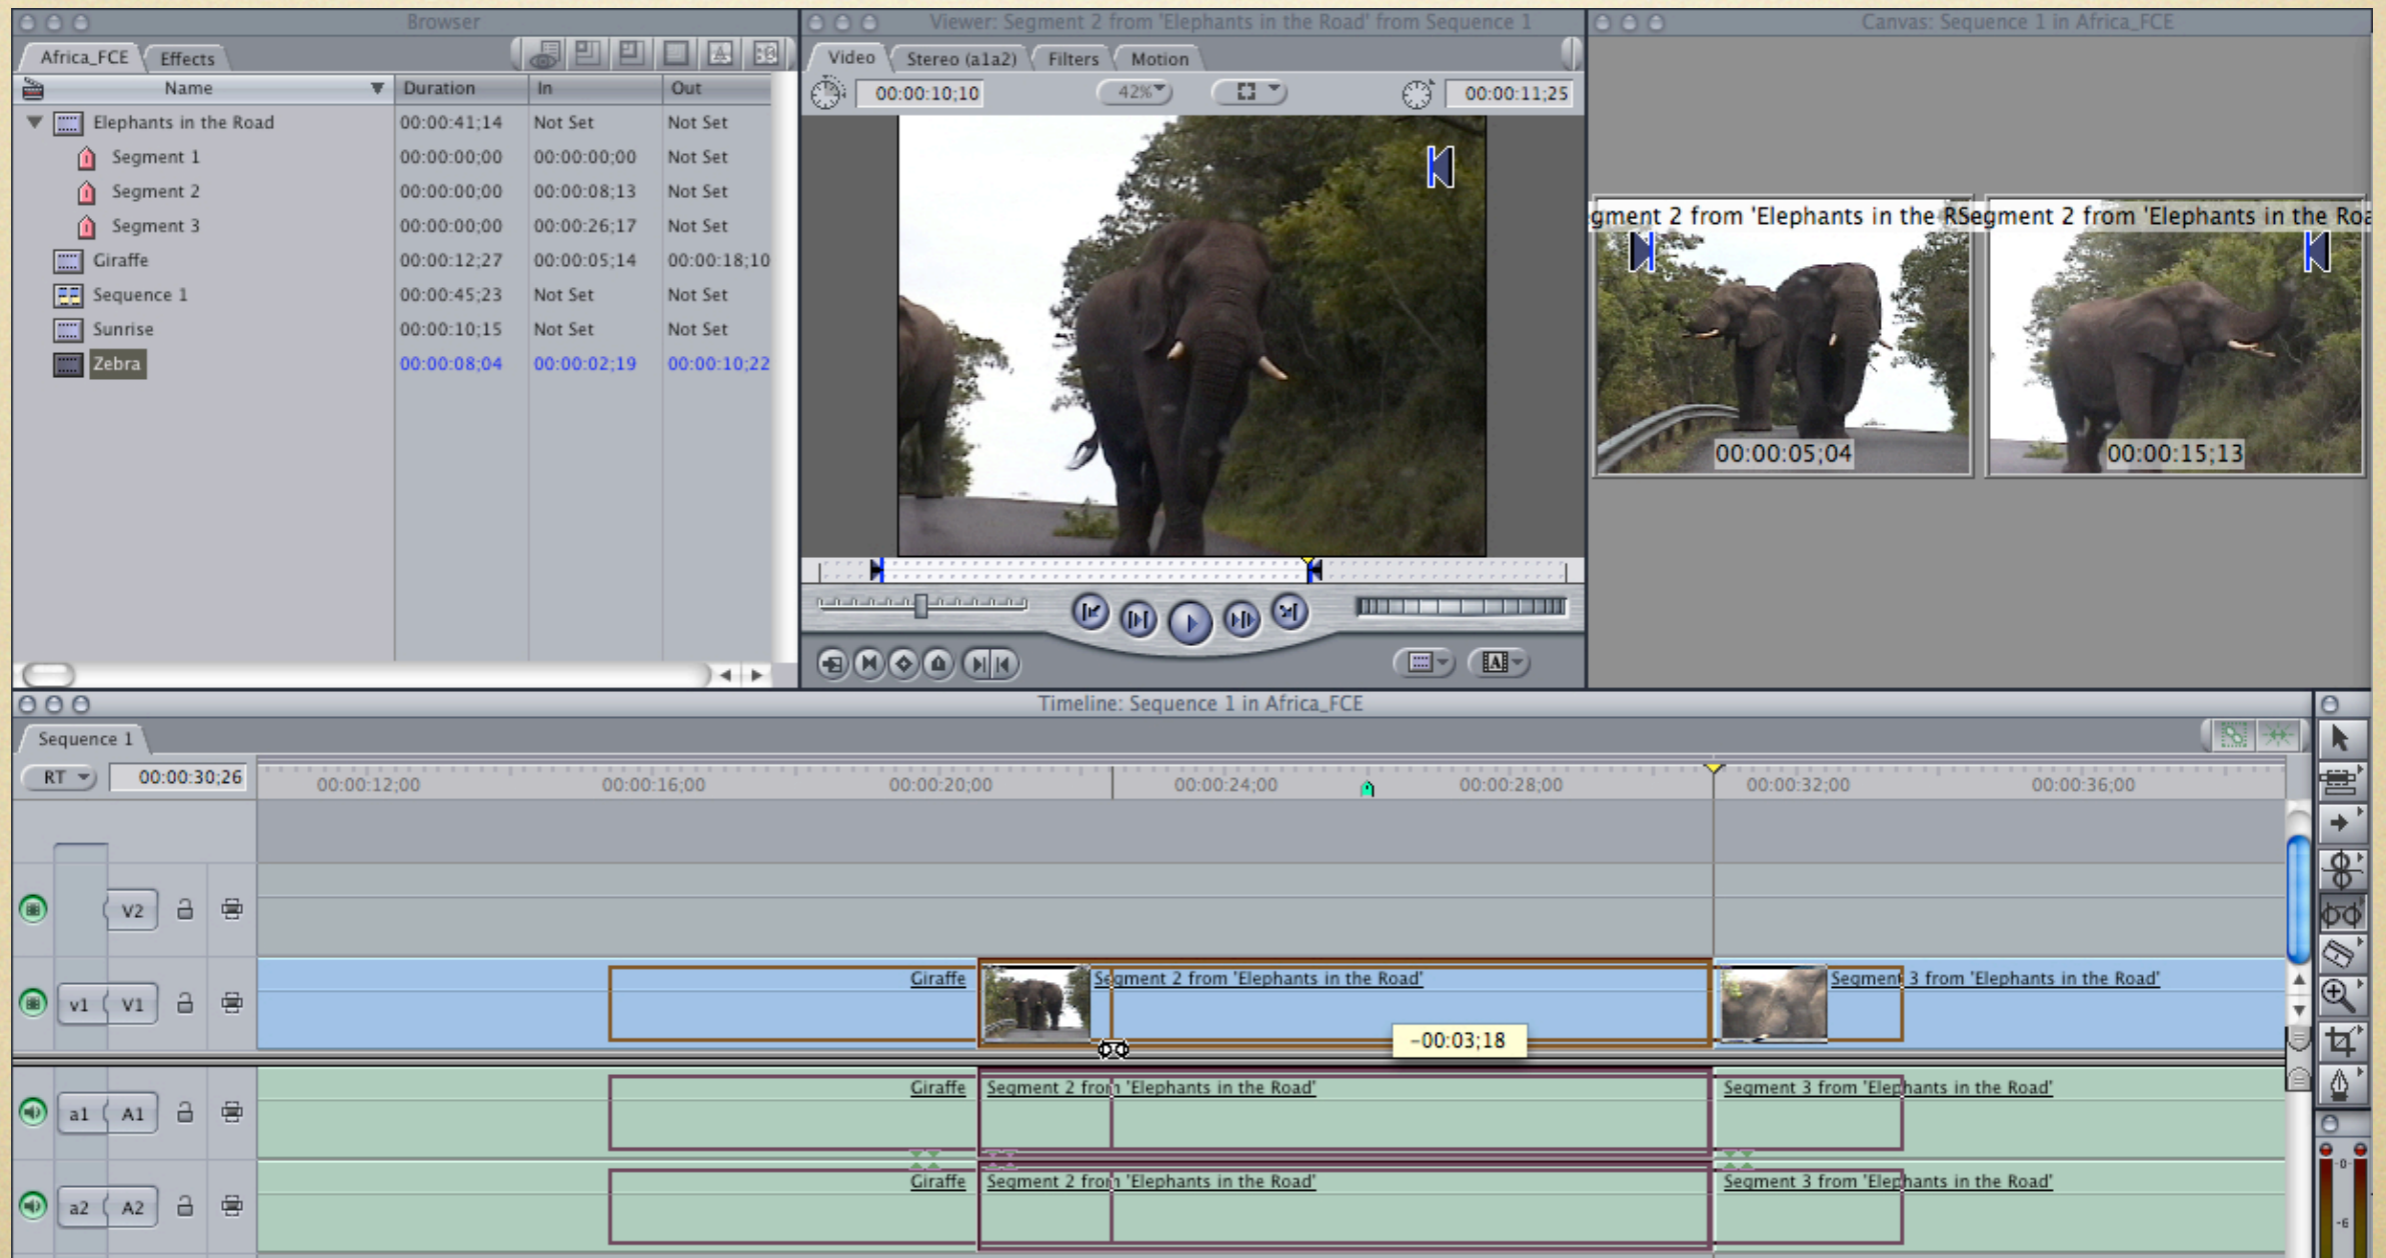 Browser
Africa_FCE Effects
Name Duration In Out
Elephants in the Road 00:00:41;14 Not Set Not Set
Segment 1 00:00:00;00 00:00:00;00 Not Set
Segment 2 00:00:00;00 00:00:08;13 Not Set
Segment 3 00:00:00;00 00:00:26;17 Not Set
Giraffe 00:00:12;27 00:00:05;14 00:00:18;10
Sequence 1 00:00:45;23 Not Set Not Set
Sunrise 00:00:10;15 Not Set Not Set
Zebra 00:00:08;04 00:00:02;19 00:00:10;22
Viewer: Segment 2 from 'Elephants in the Road' from Sequence 1
Video Stereo (a1a2) Filters Motion
00:00:10;10 42% 00:00:11;25
Canvas: Sequence 1 in Africa_FCE
gment 2 from 'Elephants in the RSegment 2 from 'Elephants in the Roa
00:00:05;04 00:00:15;13
Timeline: Sequence 1 in Africa_FCE
Sequence 1
RT 00:00:30;26 00:00:12;00 00:00:16;00 00:00:20;00 00:00:24;00 00:00:28;00 00:00:32;00 00:00:36;00
V2
v1 V1 Giraffe Segment 2 from 'Elephants in the Road' Segment 3 from 'Elephants in the Road'
-00:03;18
a1 A1 Giraffe Segment 2 from 'Elephants in the Road' Segment 3 from 'Elephants in the Road'
a2 A2 Giraffe Segment 2 from 'Elephants in the Road' Segment 3 from 'Elephants in the Road'
-0-
-6